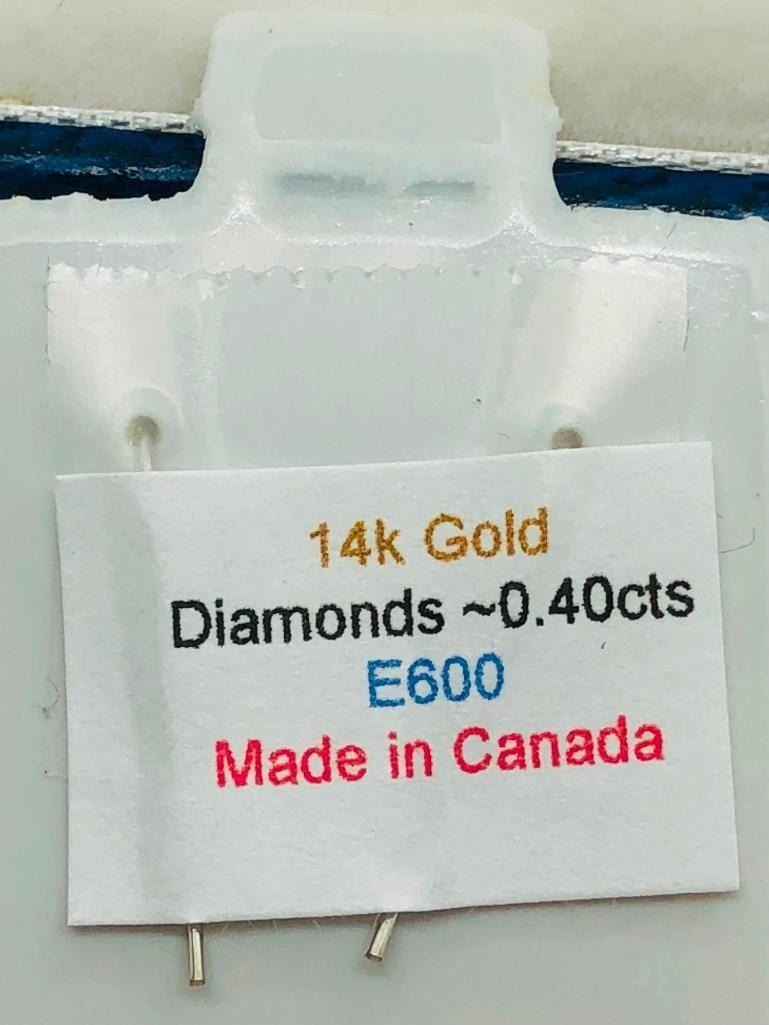 14k Gold
Diamonds ~0.40cts
E600
Made in Canada